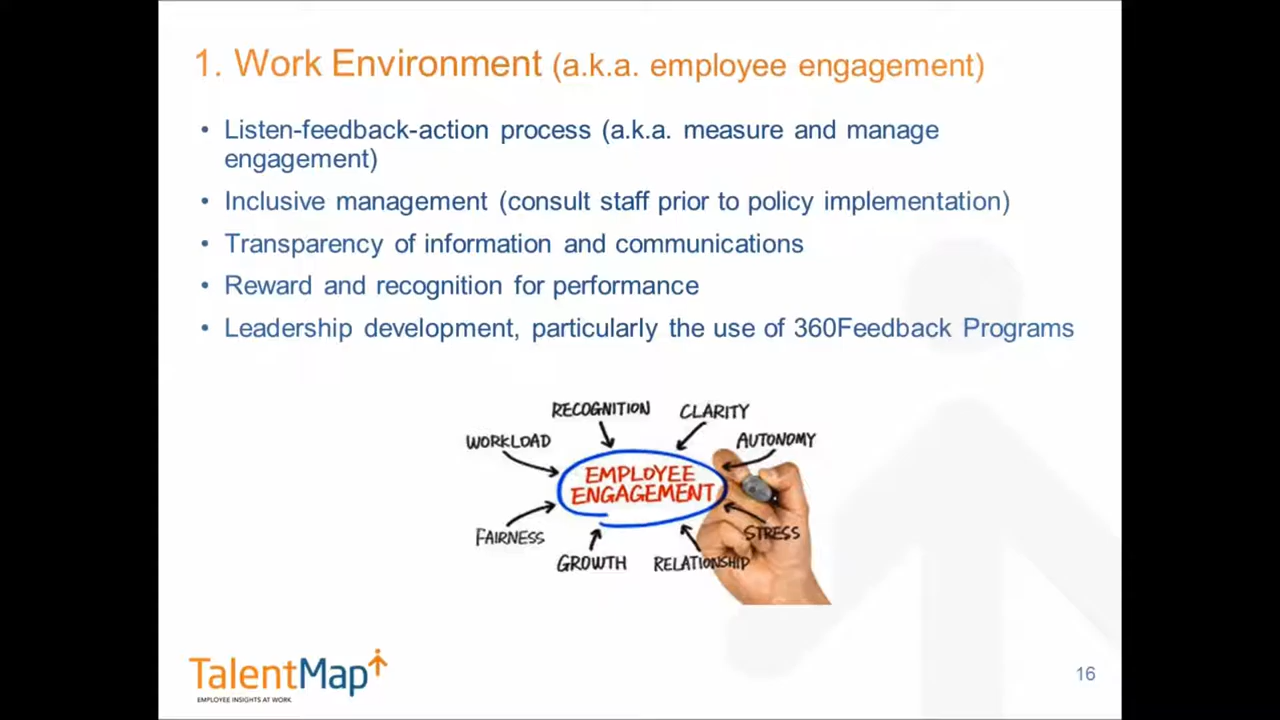 1. Work Environment (a.k.a. employee engagement)
• Listen-feedback-action process (a.k.a. measure and manage
engagement)
• Inclusive management (consult staff prior to policy implementation)
• Transparency of information and communications
• Reward and recognition for performance
• Leadership development, particularly the use of 360Feedback Programs
RECOGNITION
CLARITY
WORKLOAD
AUTONOMY
EMPLOYEE
ENGAGEMENT
FAIRNESS
STRESS
GROWTH
RELATIONSHIP
TalentMap
EMPLOYEE INSIGHTS AT WORK
16